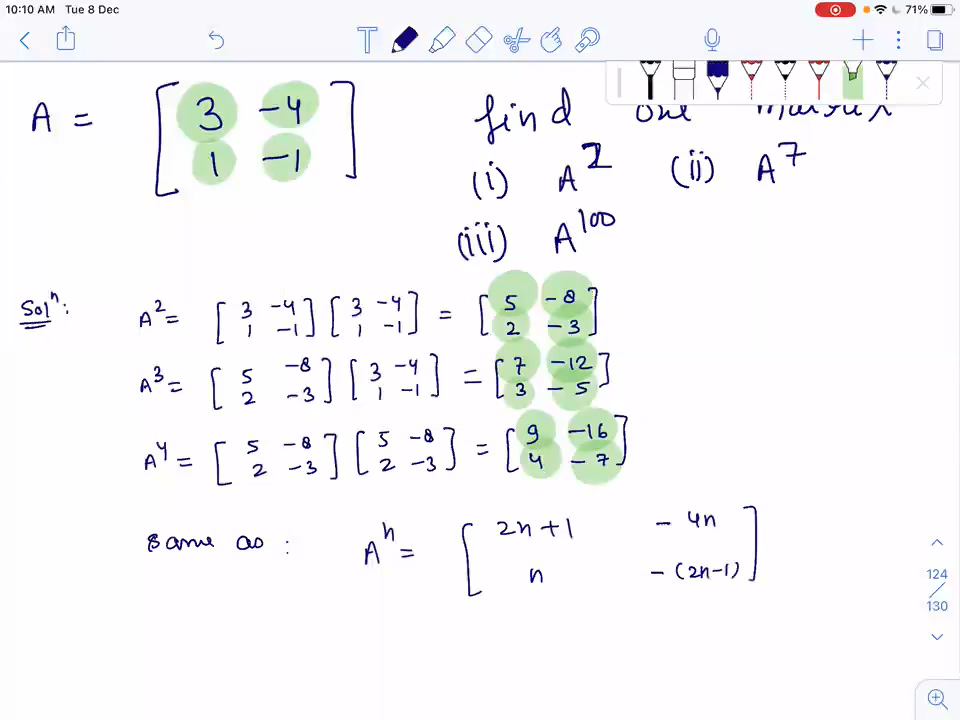 10:10 AM Tue 8 Dec 71%
A = [ 3 -4 find out matrix
1 -1 ] (i) A^2 (ii) A^7
(iii) A^100
Sol^n :
A^2 = [ 3 -4 ; 1 -1 ] [ 3 -4 ; 1 -1 ] = [ 5 -8 ; 2 -3 ]
A^3 = [ 5 -8 ; 2 -3 ] [ 3 -4 ; 1 -1 ] = [ 7 -12 ; 3 -5 ]
A^4 = [ 5 -8 ; 2 -3 ] [ 5 -8 ; 2 -3 ] = [ 9 -16 ; 4 -7 ]
same as : A^n = [ 2n+1 -4n ; n -(2n-1) ]
124
/
130